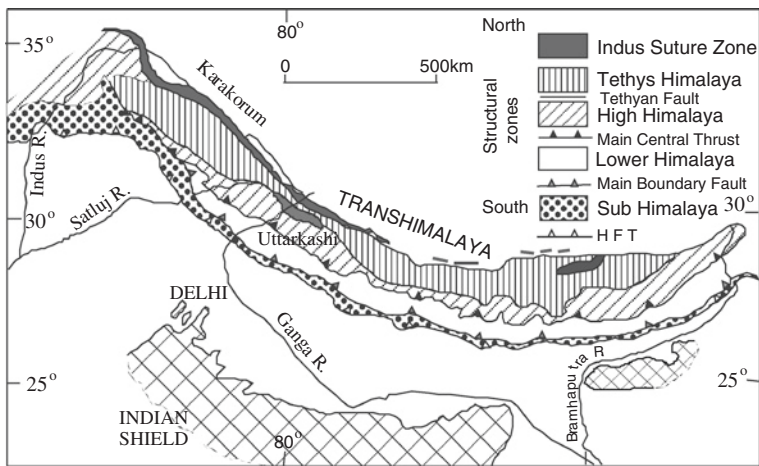 35°
80°
North
Indus Suture Zone
Karakorum
0 500km
Structural zones
Tethys Himalaya
Tethyan Fault
High Himalaya
Main Central Thrust
Lower Himalaya
Main Boundary Fault
South
Sub Himalaya
30°
H F T
Indus R.
Satluj R.
30°
TRANSHIMALAYA
Uttarkashi
DELHI
Ganga R.
Bramhaputra R
25°
25°
INDIAN
SHIELD
80°